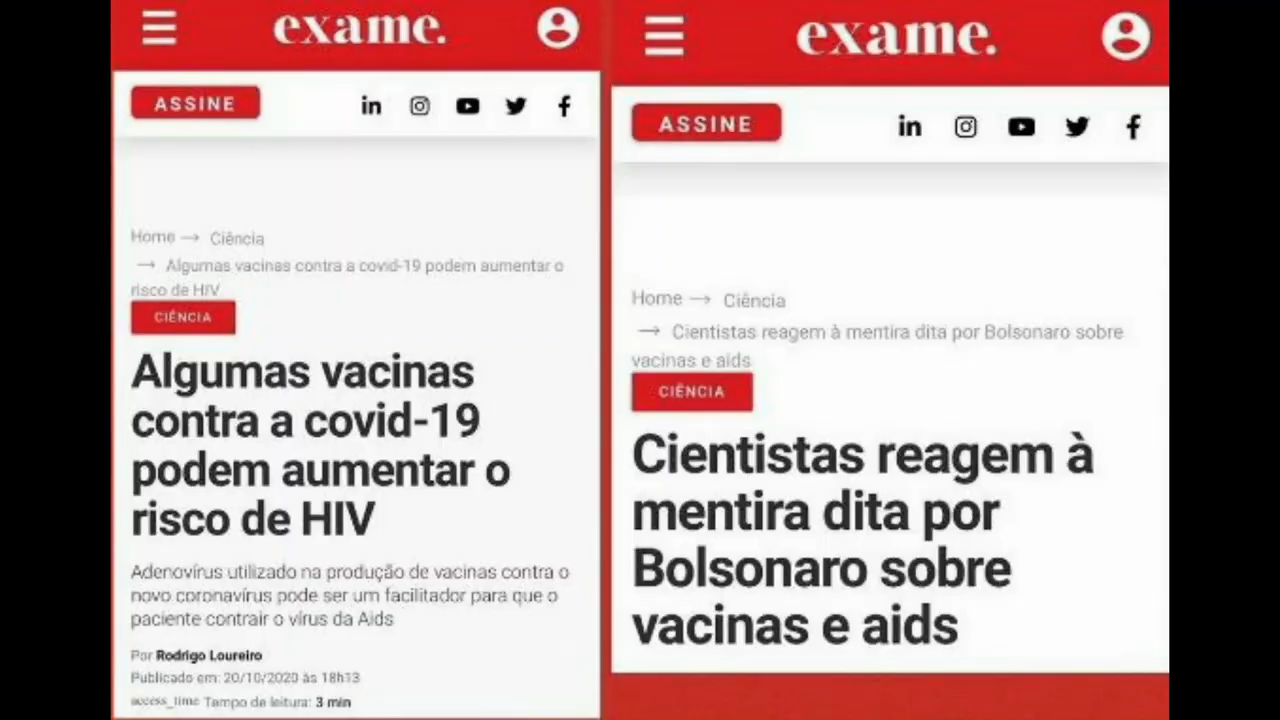 exame.
ASSINE
Home → Ciência
→ Algumas vacinas contra a covid-19 podem aumentar o
risco de HIV
CIÊNCIA
Algumas vacinas
contra a covid-19
podem aumentar o
risco de HIV
Adenovírus utilizado na produção de vacinas contra o
novo coronavírus pode ser um facilitador para que o
paciente contrair o vírus da Aids
Por Rodrigo Loureiro
Publicado em: 20/10/2020 às 18h13
access_time Tempo de leitura: 3 min
exame.
ASSINE
Home → Ciência
→ Cientistas reagem à mentira dita por Bolsonaro sobre
vacinas e aids
CIÊNCIA
Cientistas reagem à
mentira dita por
Bolsonaro sobre
vacinas e aids